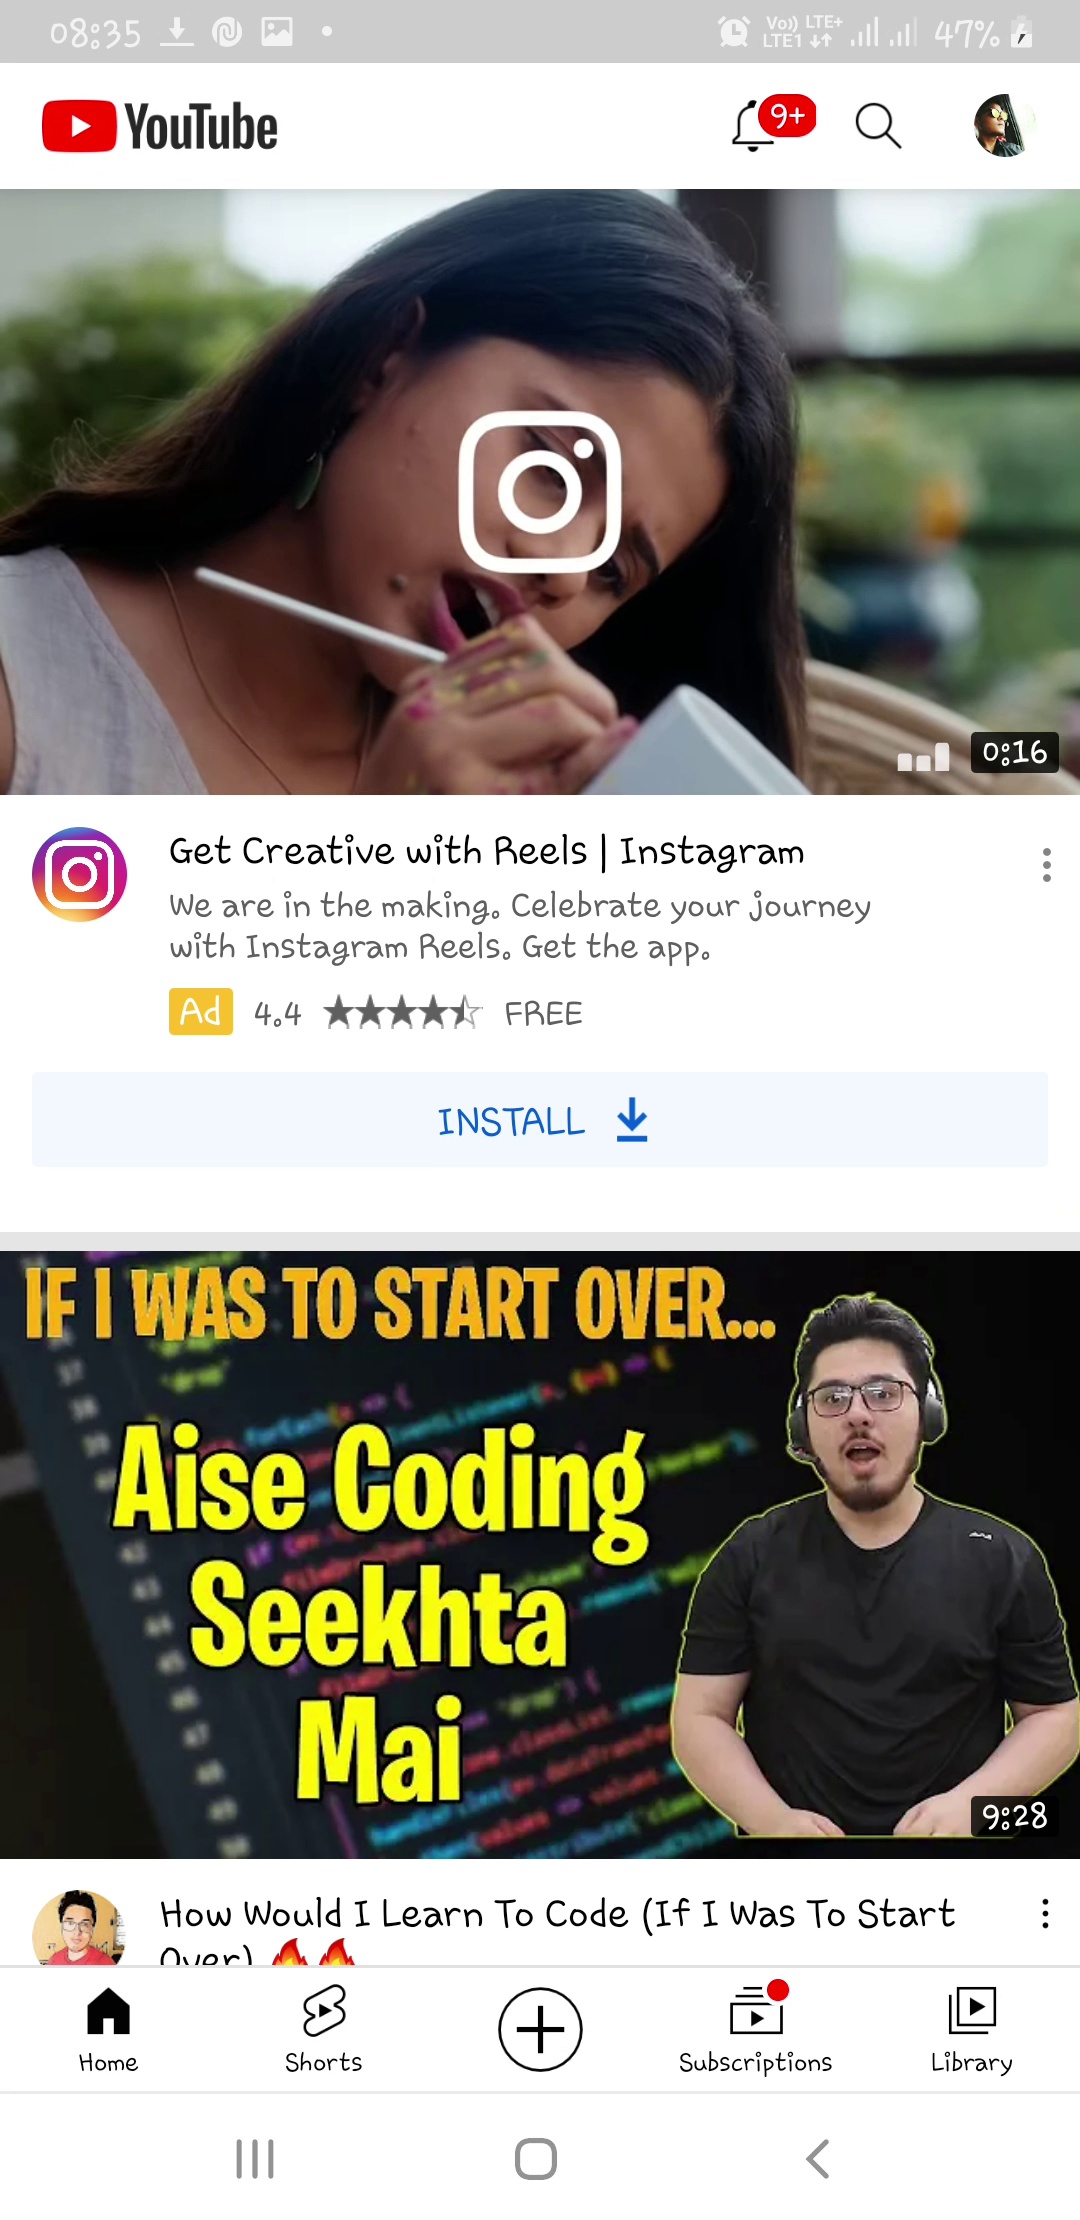 08:35
Vo)) LTE+
LTE1
47%
YouTube
9+
0:16
Get Creative with Reels | Instagram
We are in the making. Celebrate your journey
with Instagram Reels. Get the app.
Ad 4.4 FREE
INSTALL
IF I WAS TO START OVER...
Aise Coding
Seekhta
Mai
9:28
How Would I Learn To Code (If I Was To Start
Over) 🔥🔥
Home
Shorts
Subscriptions
Library